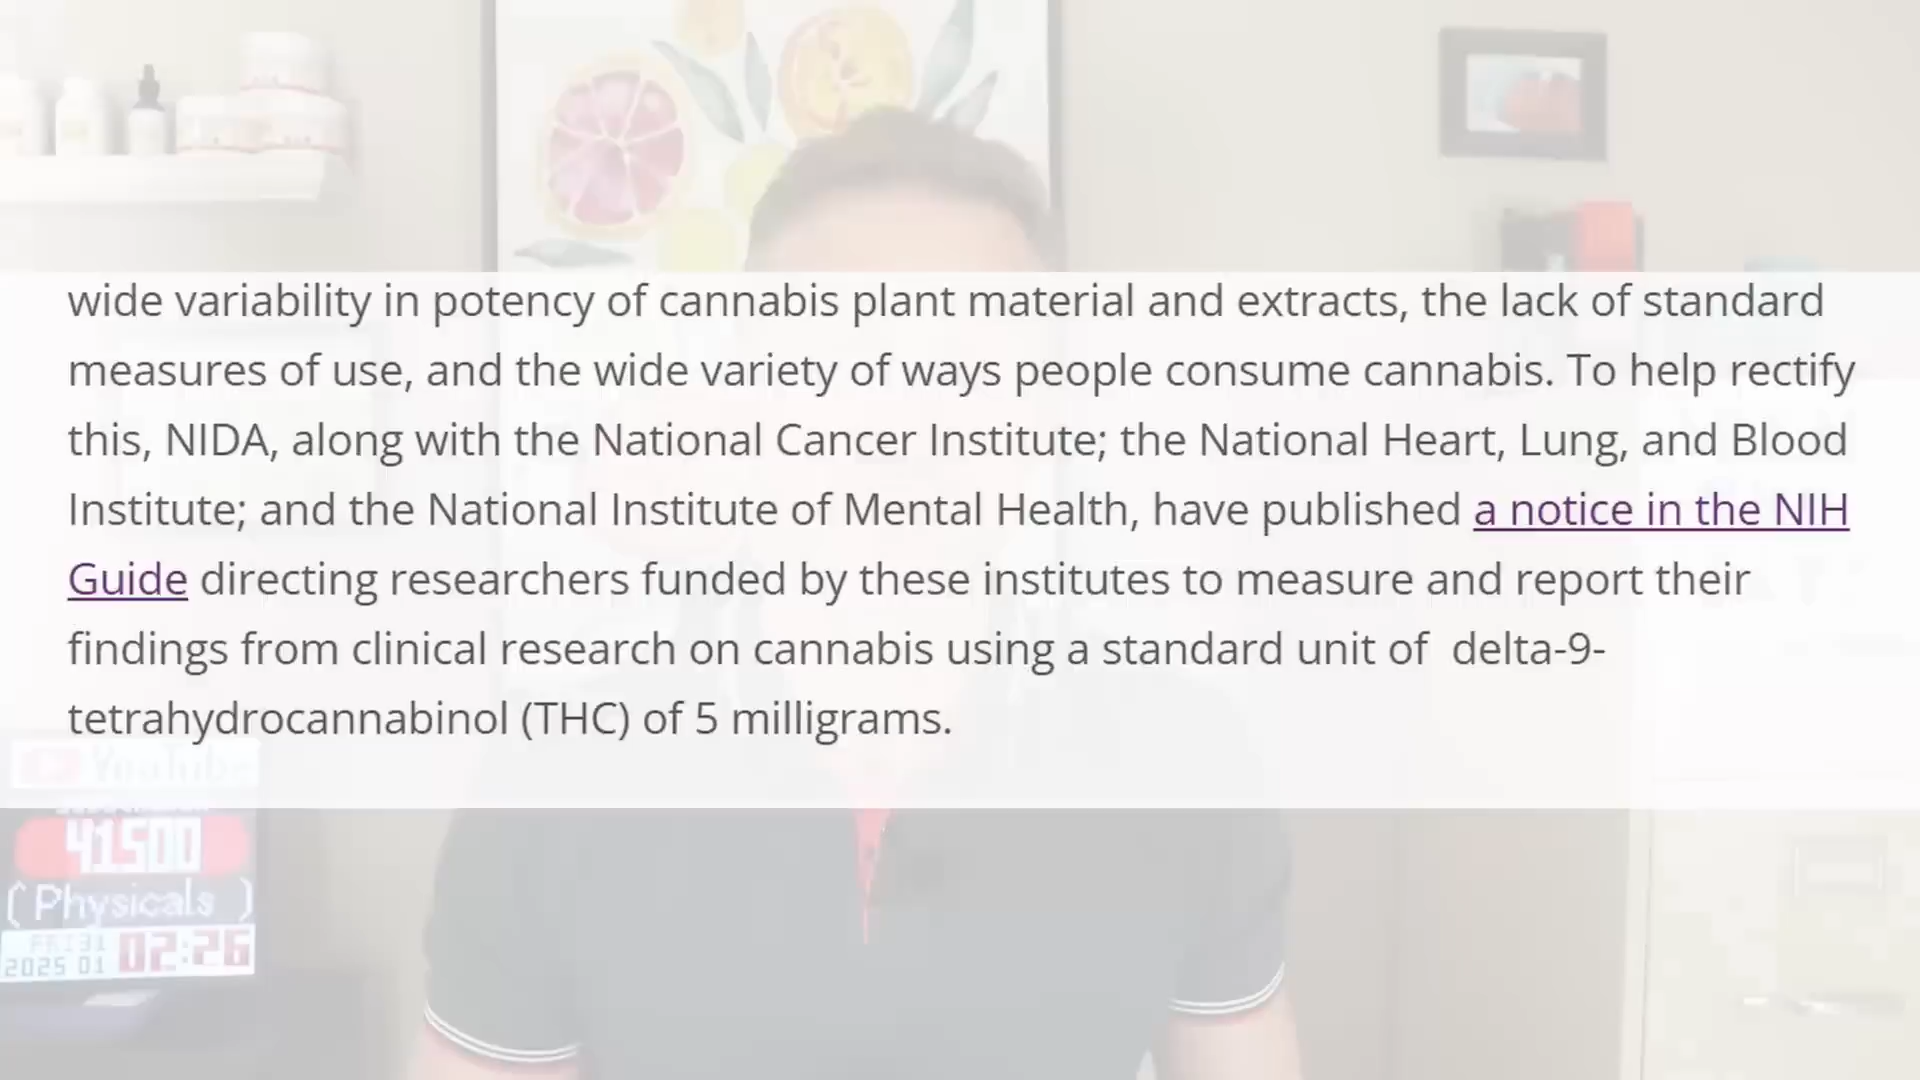 wide variability in potency of cannabis plant material and extracts, the lack of standard
measures of use, and the wide variety of ways people consume cannabis. To help rectify
this, NIDA, along with the National Cancer Institute; the National Heart, Lung, and Blood
Institute; and the National Institute of Mental Health, have published a notice in the NIH
Guide directing researchers funded by these institutes to measure and report their
findings from clinical research on cannabis using a standard unit of delta-9-
tetrahydrocannabinol (THC) of 5 milligrams.
YouTube
41500
( Physicals )
FRI31
2025 01 02:26